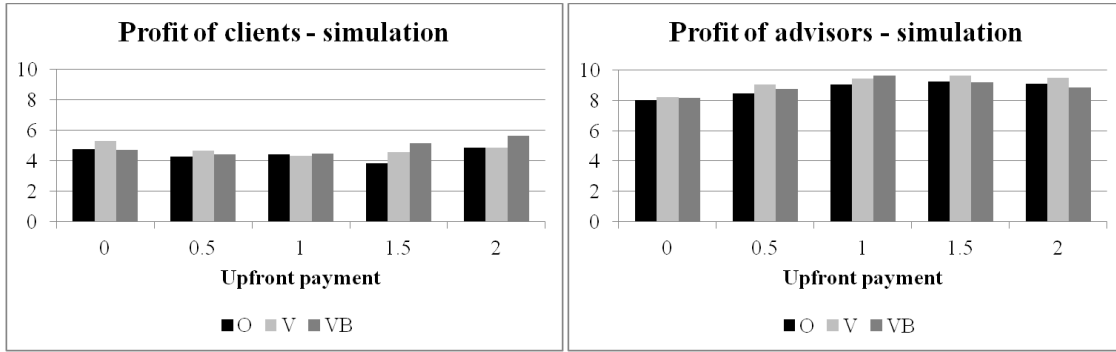 Profit of clients - simulation
10
8
6
4
2
0
0 0.5 1 1.5 2
Upfront payment
O V VB
Profit of advisors - simulation
10
8
6
4
2
0
0 0.5 1 1.5 2
Upfront payment
O V VB